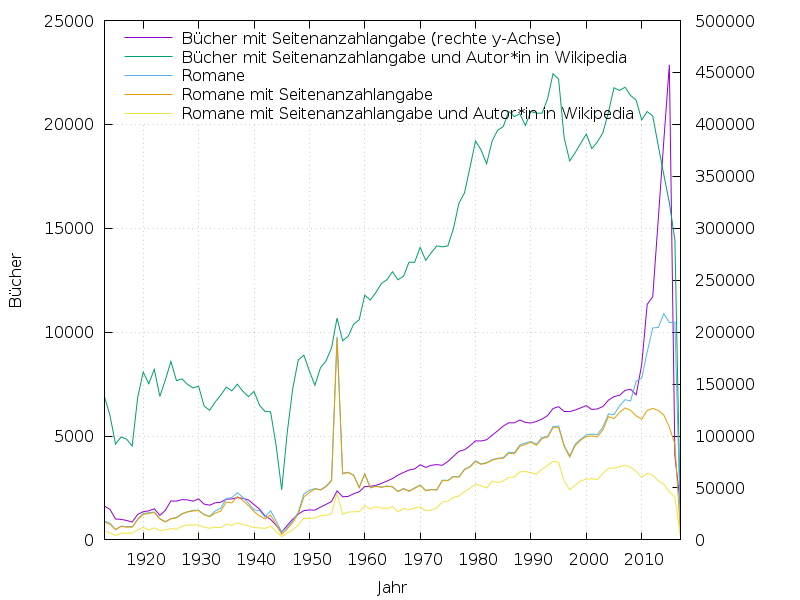 25000
20000
15000
10000
5000
0
500000
450000
400000
350000
300000
250000
200000
150000
100000
50000
0
1920 1930 1940 1950 1960 1970 1980 1990 2000 2010
Bücher
Jahr
Bücher mit Seitenanzahlangabe (rechte y-Achse)
Bücher mit Seitenanzahlangabe und Autor*in in Wikipedia
Romane
Romane mit Seitenanzahlangabe
Romane mit Seitenanzahlangabe und Autor*in in Wikipedia